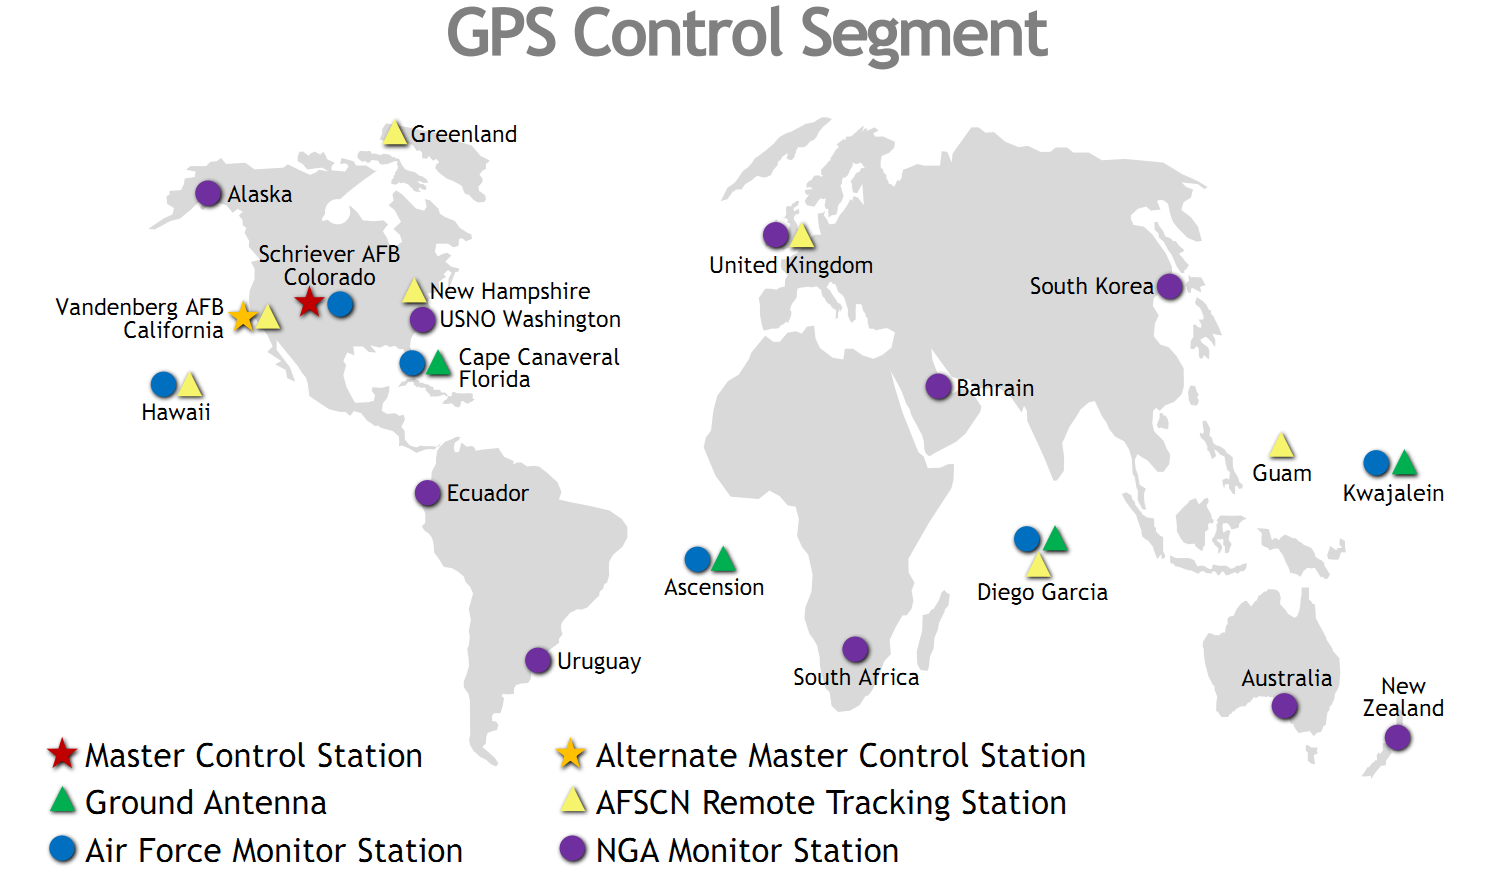 GPS Control Segment
Greenland
Alaska
Schriever AFB
Colorado
Vandenberg AFB
California
New Hampshire
USNO Washington
Cape Canaveral
Florida
Hawaii
United Kingdom
South Korea
Bahrain
Ecuador
Guam
Kwajalein
Ascension
Diego Garcia
Uruguay
South Africa
Australia
New
Zealand
Master Control Station
Alternate Master Control Station
Ground Antenna
AFSCN Remote Tracking Station
Air Force Monitor Station
NGA Monitor Station